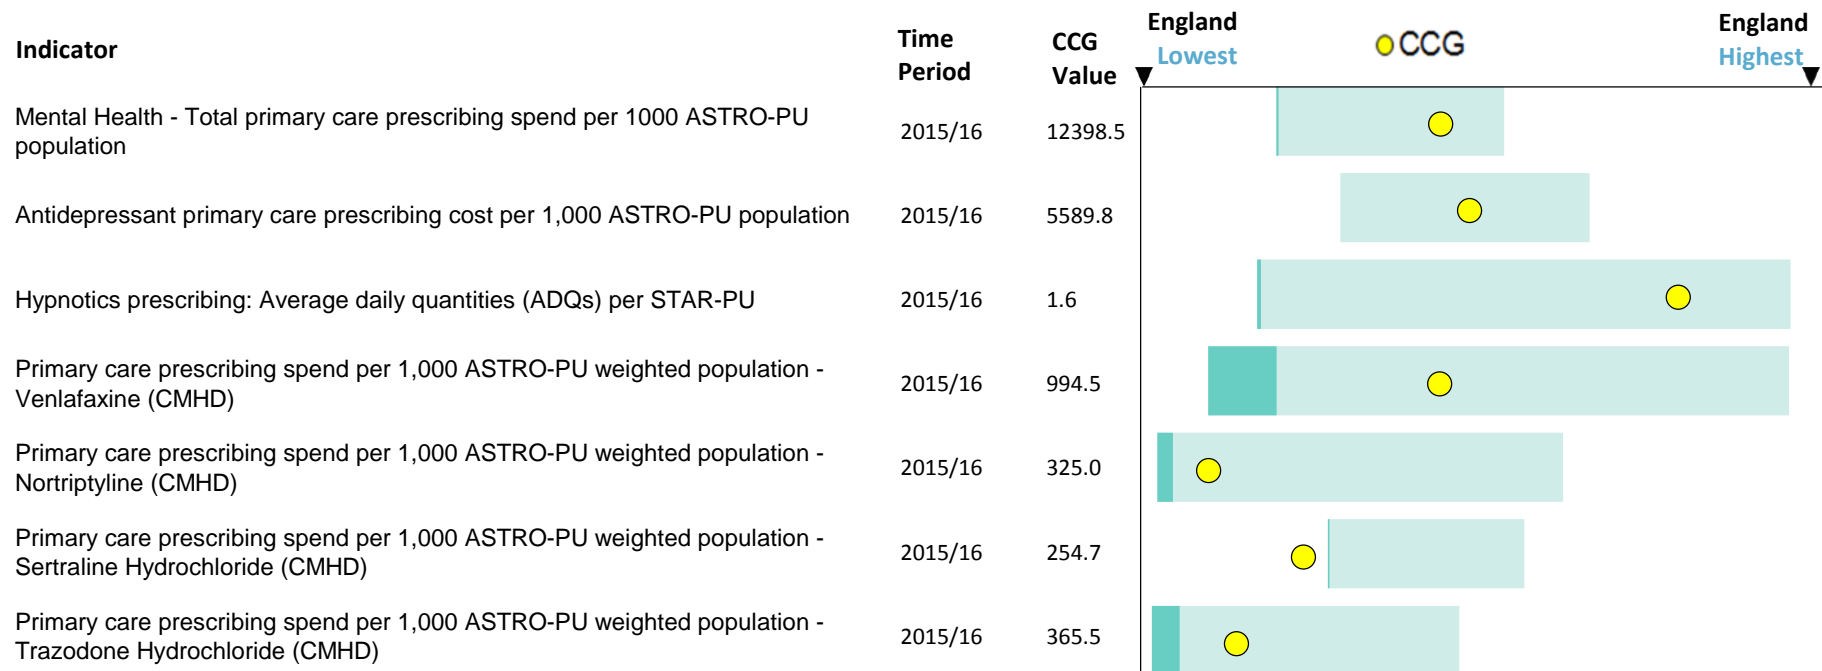 Indicator
Time
Period
CCG
Value
England
Lowest
CCG
England
Highest
Mental Health - Total primary care prescribing spend per 1000 ASTRO-PU
population
2015/16
12398.5
Antidepressant primary care prescribing cost per 1,000 ASTRO-PU population
2015/16
5589.8
Hypnotics prescribing: Average daily quantities (ADQs) per STAR-PU
2015/16
1.6
Primary care prescribing spend per 1,000 ASTRO-PU weighted population -
Venlafaxine (CMHD)
2015/16
994.5
Primary care prescribing spend per 1,000 ASTRO-PU weighted population -
Nortriptyline (CMHD)
2015/16
325.0
Primary care prescribing spend per 1,000 ASTRO-PU weighted population -
Sertraline Hydrochloride (CMHD)
2015/16
254.7
Primary care prescribing spend per 1,000 ASTRO-PU weighted population -
Trazodone Hydrochloride (CMHD)
2015/16
365.5